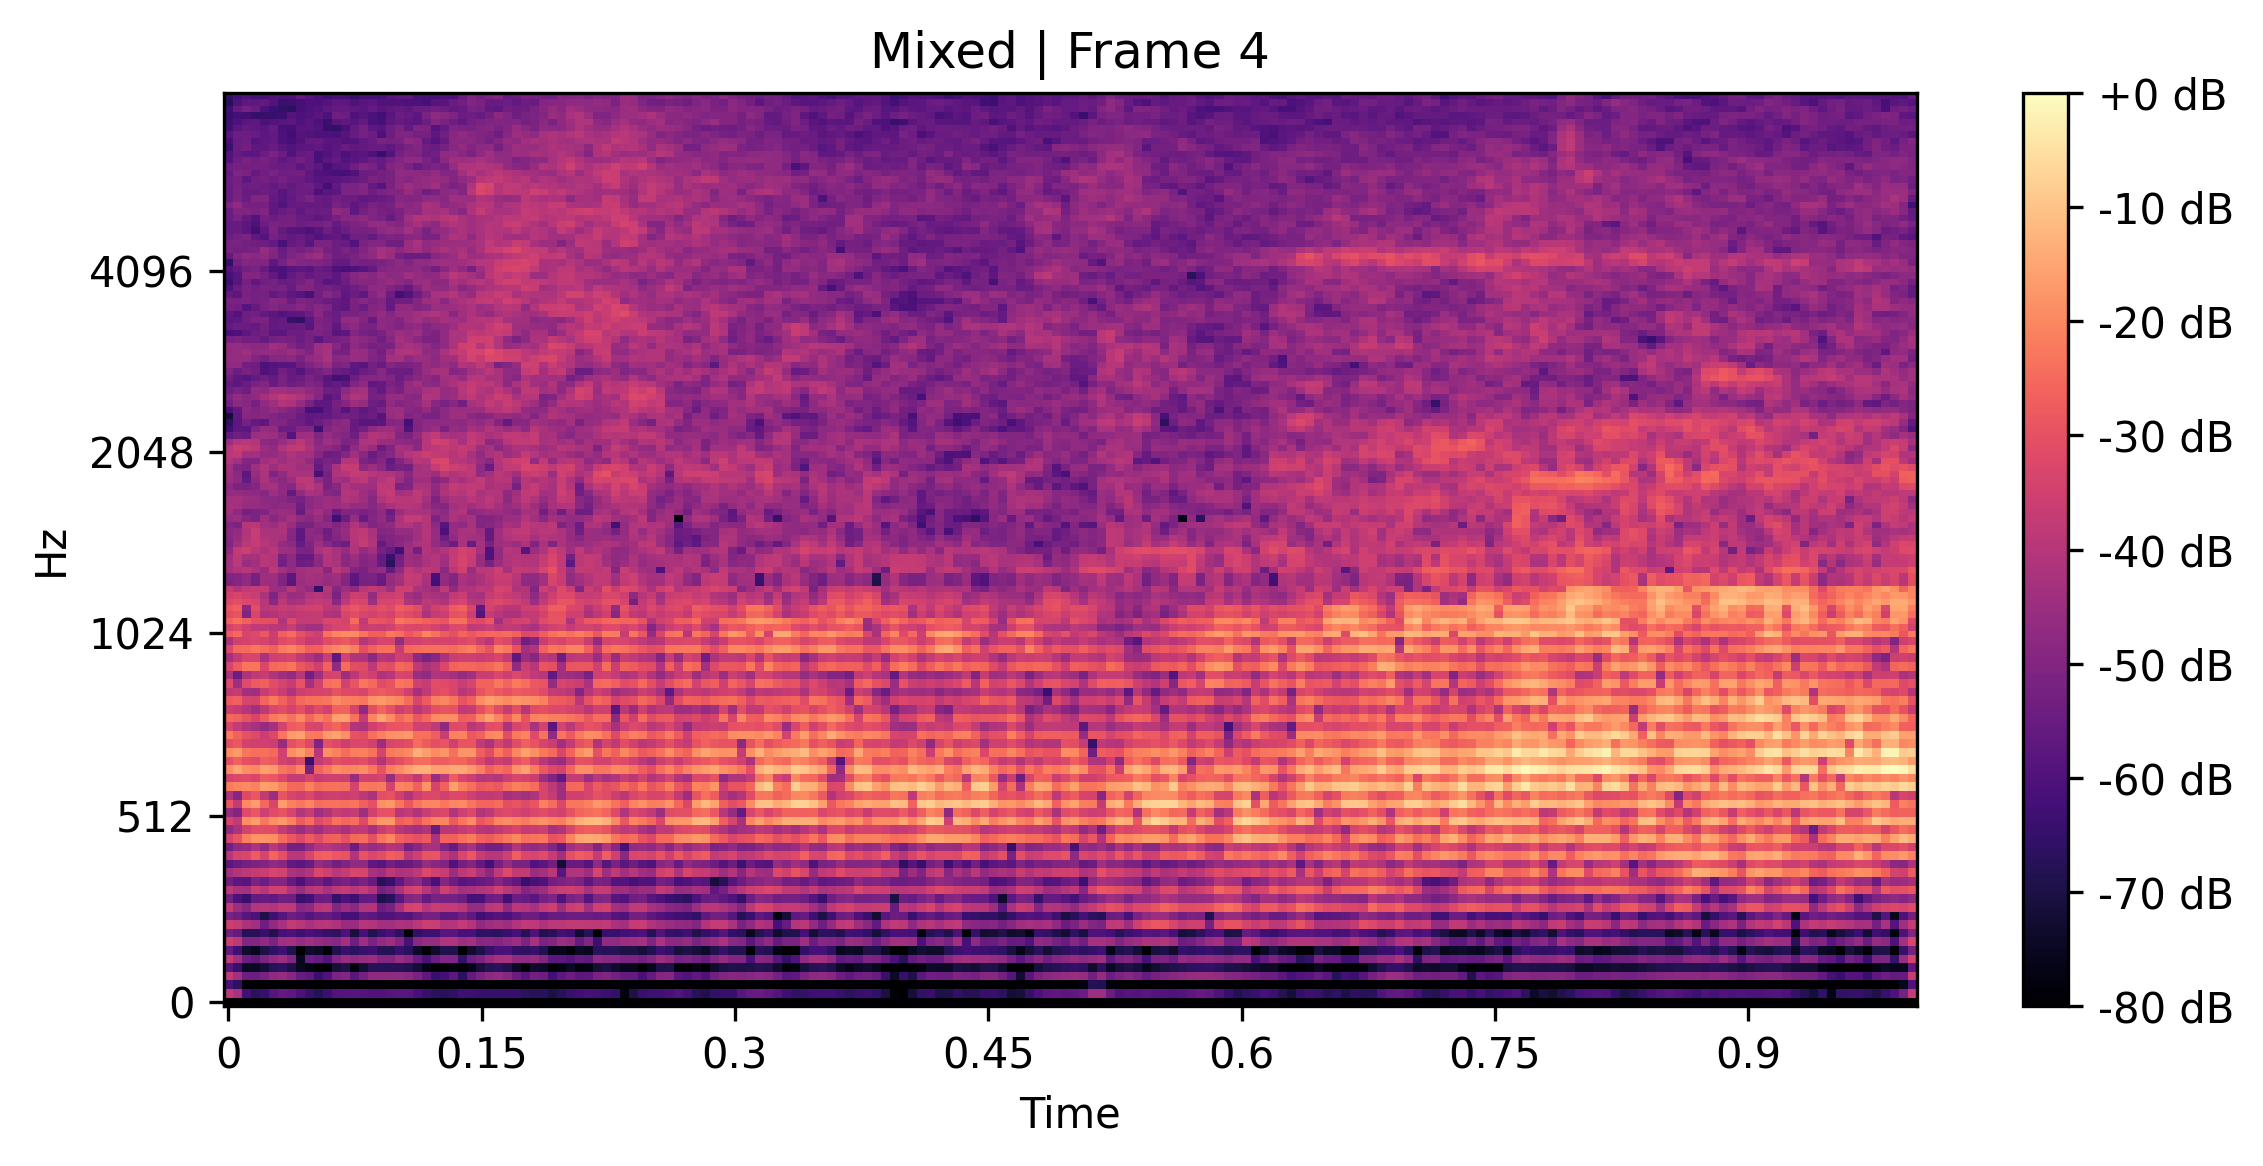 Mixed | Frame 4
+0 dB
-10 dB
4096
-20 dB
-30 dB
2048
-40 dB
Hz
1024
-50 dB
-60 dB
512
-70 dB
0
-80 dB
0 0.15 0.3 0.45 0.6 0.75 0.9
Time